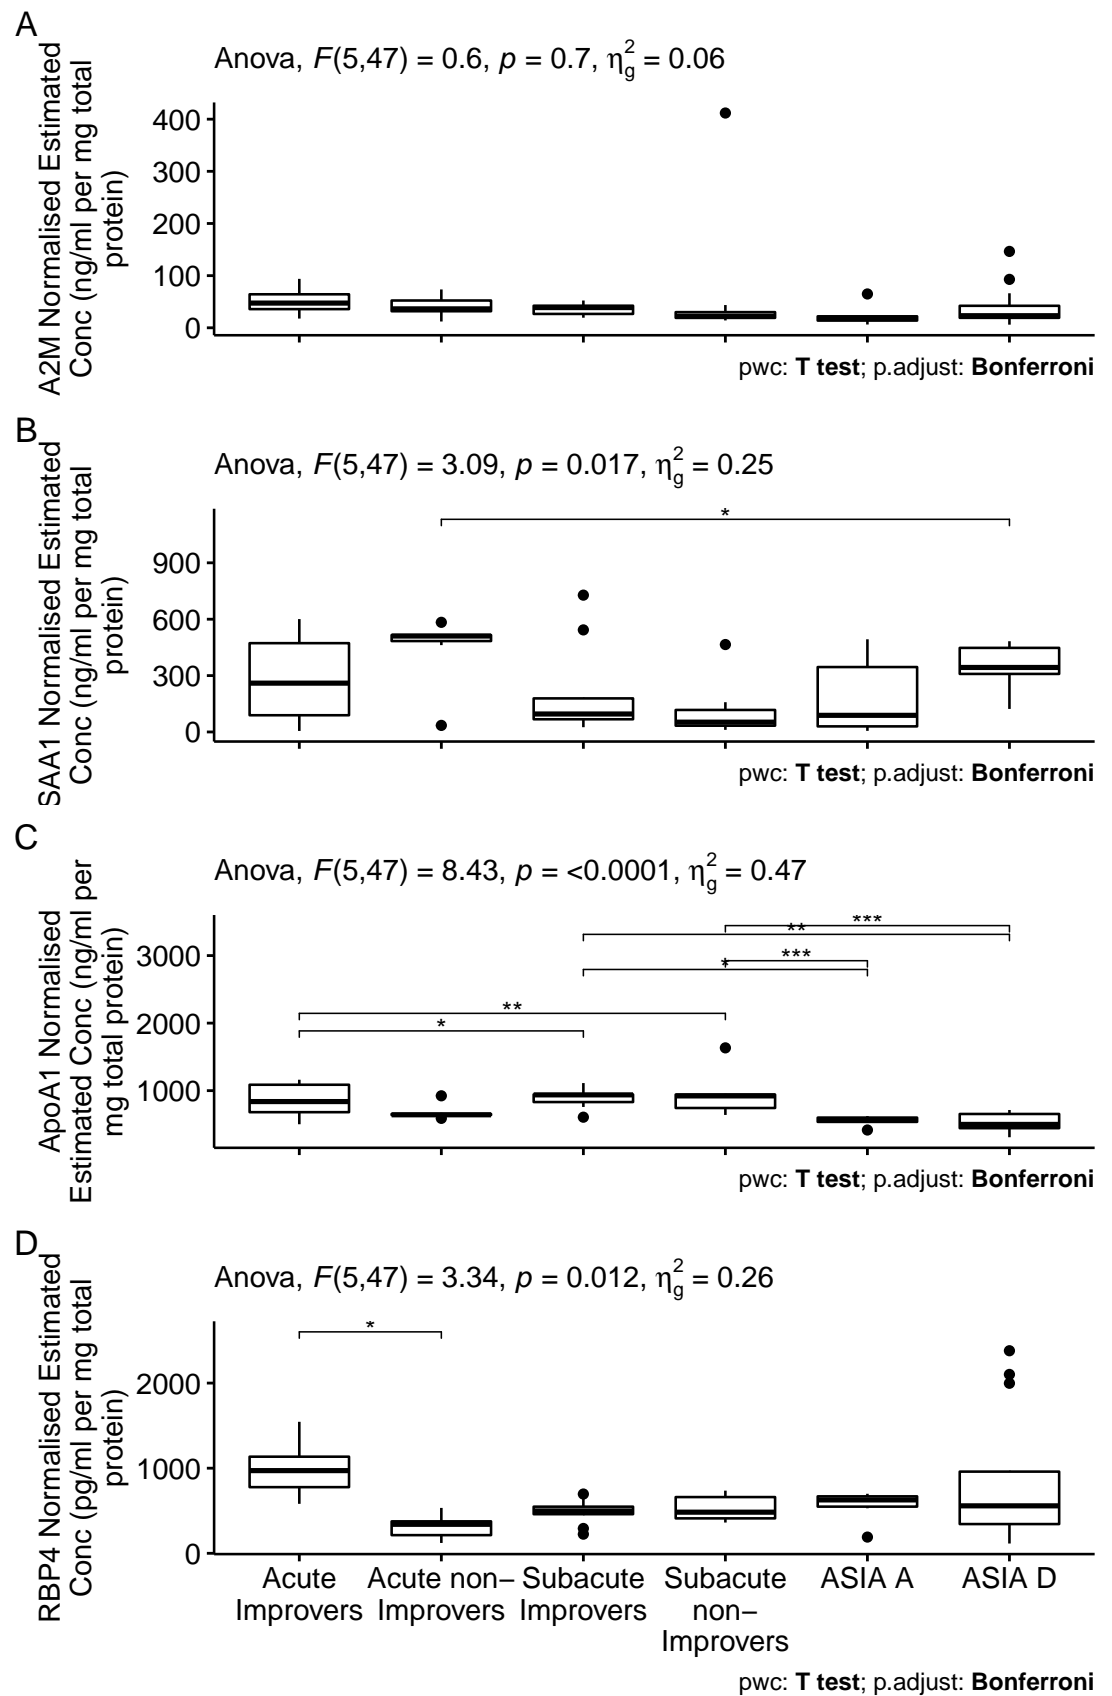 A
Anova, F(5,47) = 0.6, p = 0.7, η²g = 0.06
A2M Normalised Estimated
Conc (ng/ml per mg total
protein)
400
300
200
100
0
pwc: T test; p.adjust: Bonferroni
B
Anova, F(5,47) = 3.09, p = 0.017, η²g = 0.25
SAA1 Normalised Estimated
Conc (ng/ml per mg total
protein)
*
900
600
300
0
pwc: T test; p.adjust: Bonferroni
C
Anova, F(5,47) = 8.43, p = <0.0001, η²g = 0.47
ApoA1 Normalised
Estimated Conc (ng/ml per
mg total protein)
***
**
***
*
**
*
3000
2000
1000
pwc: T test; p.adjust: Bonferroni
D
Anova, F(5,47) = 3.34, p = 0.012, η²g = 0.26
RBP4 Normalised Estimated
Conc (pg/ml per mg total
protein)
*
2000
1000
0
Acute
Improvers
Acute non−
Improvers
Subacute
Improvers
Subacute
non−
Improvers
ASIA A
ASIA D
pwc: T test; p.adjust: Bonferroni